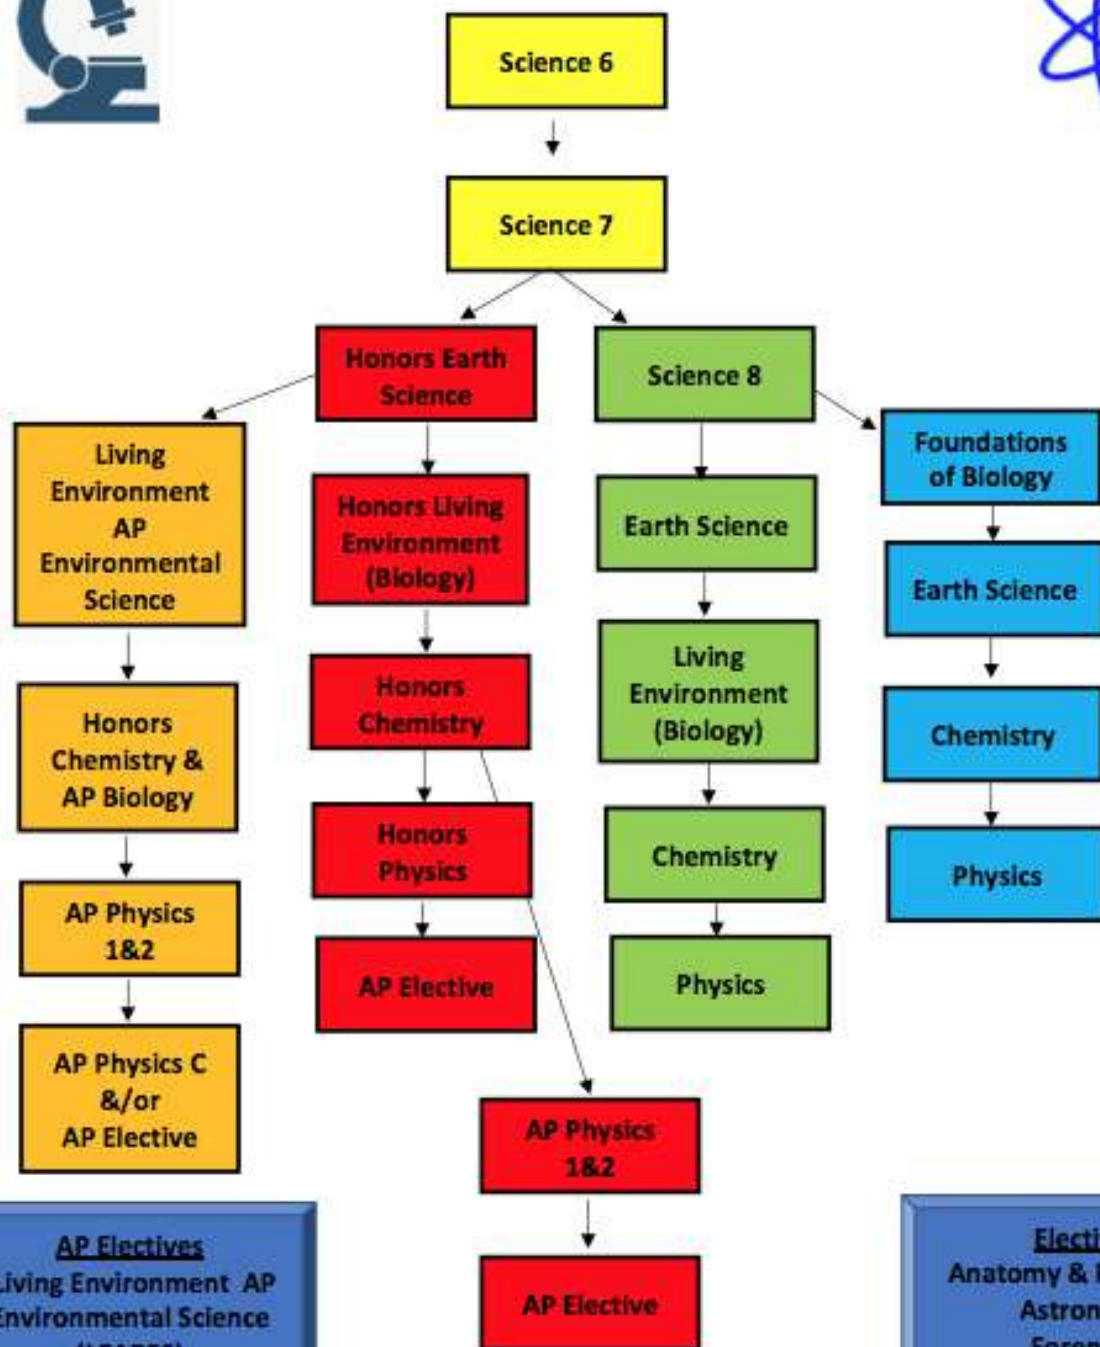 Science 6
Science 7
Honors Earth
Science
Science 8
Living
Environment
AP
Environmental
Science
Foundations
of Biology
Honors Living
Environment
(Biology)
Earth Science
Earth Science
Honors
Chemistry
Living
Environment
(Biology)
Honors
Chemistry &
AP Biology
Chemistry
Honors
Physics
Chemistry
Physics
AP Physics
1&2
AP Elective
Physics
AP Physics C
&/or
AP Elective
AP Physics
1&2
AP Elective
AP Electives
Living Environment AP
Environmental Science
Anatomy &